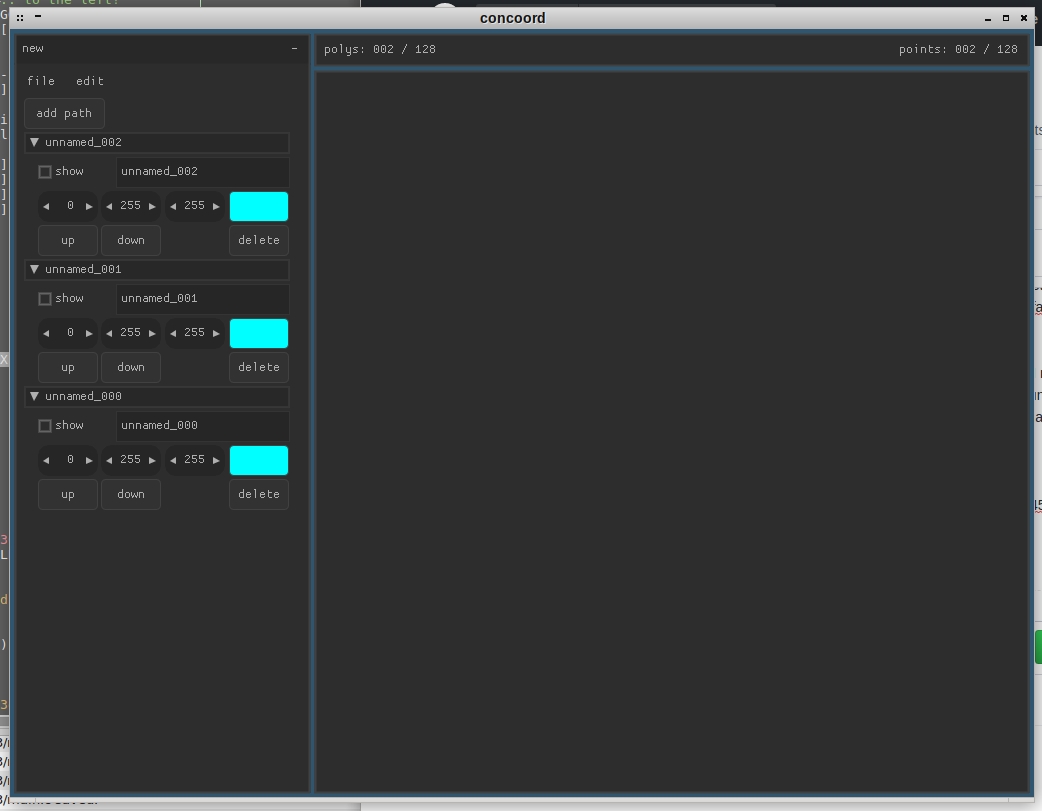 concoord
new
polys: 002 / 128
points: 002 / 128
file edit
add path
unnamed_002
show unnamed_002
0 255 255
up down delete
unnamed_001
show unnamed_001
0 255 255
up down delete
unnamed_000
show unnamed_000
0 255 255
up down delete